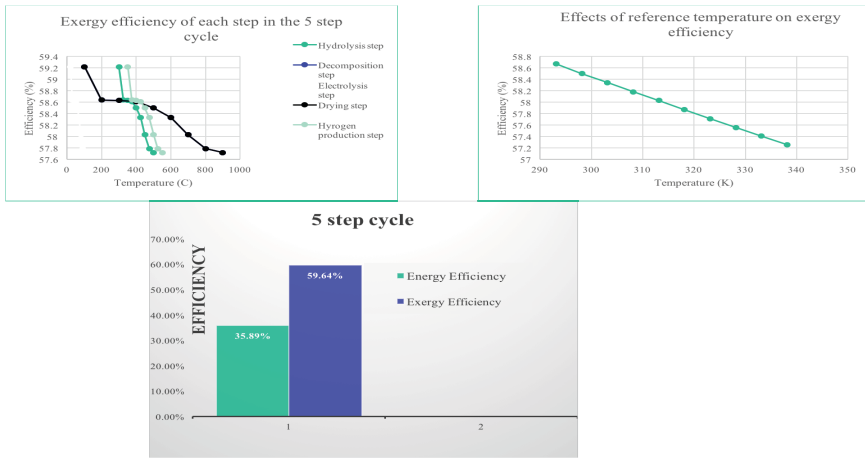 Exergy efficiency of each step in the 5 step
cycle
59.4
59.2
59
58.8
58.6
58.4
58.2
58
57.8
57.6
Efficiency (%)
0 200 400 600 800 1000
Temperature (C)
Hydrolysis step
Decomposition
step
Electrolysis
step
Drying step
Hyrogen
production step
Effects of reference temperature on exergy
efficiency
58.8
58.6
58.4
58.2
58
57.8
57.6
57.4
57.2
57
Efficiency (%)
290 300 310 320 330 340 350
Temperature (K)
5 step cycle
70.00%
60.00%
50.00%
40.00%
30.00%
20.00%
10.00%
0.00%
EFFICIENCY
35.89%
59.64%
1 2
Energy Efficiency
Exergy Efficiency